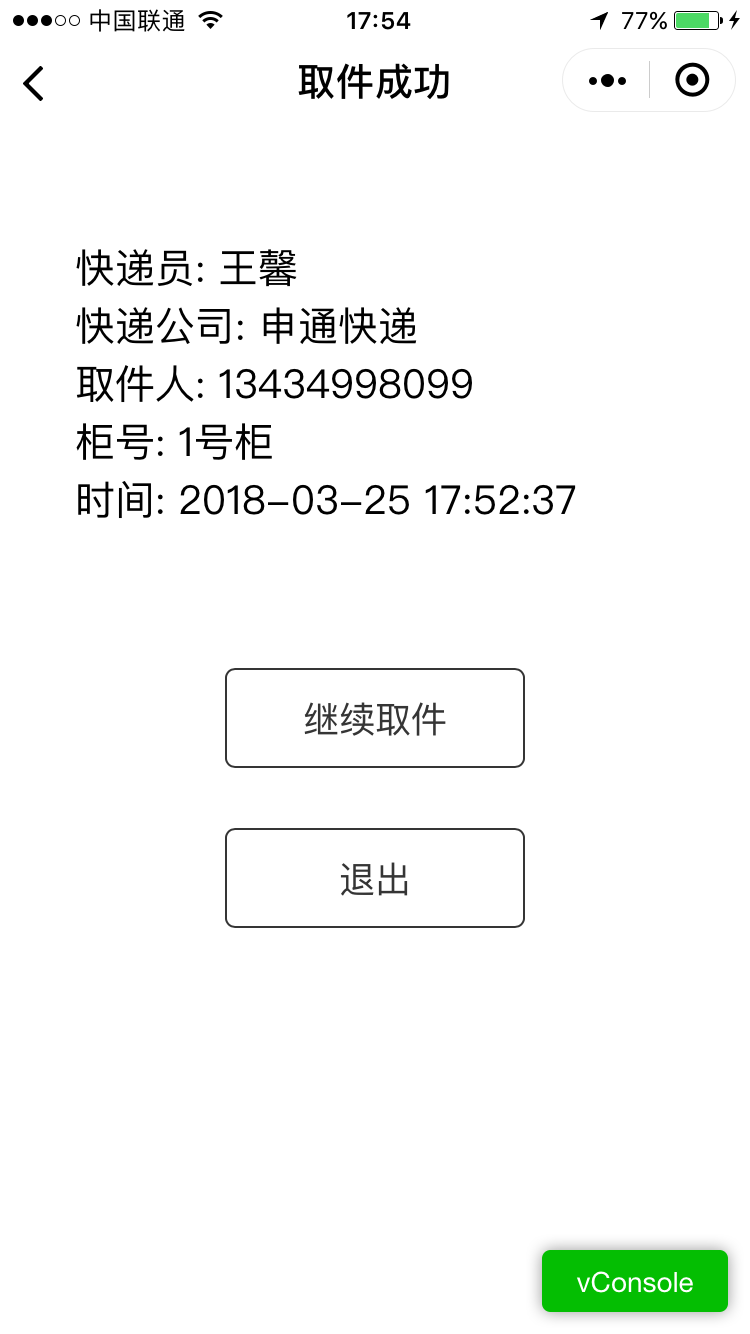 中国联通 17:54 77%
取件成功
快递员: 王馨
快递公司: 申通快递
取件人: 13434998099
柜号: 1号柜
时间: 2018-03-25 17:52:37
继续取件
退出
vConsole